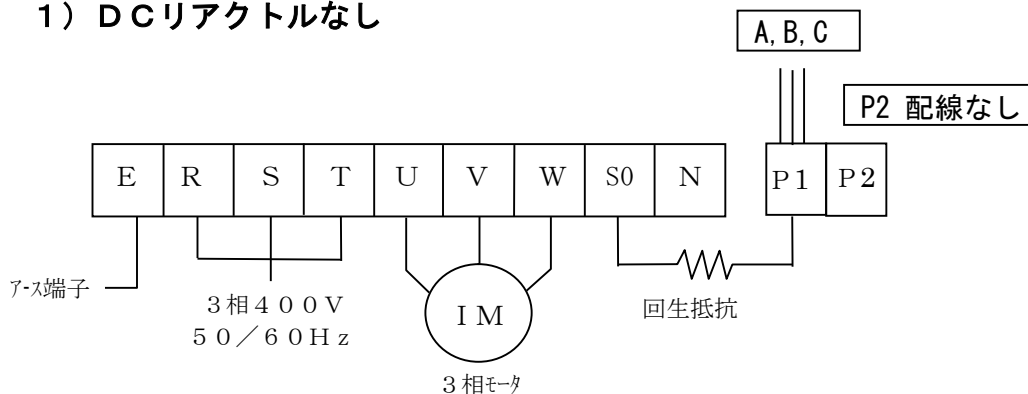 １）ＤＣリアクトルなし
A,B,C
P2 配線なし
E R S T U V W S0 N P1 P2
ｱｰｽ端子
３相４００Ｖ
５０／６０Ｈｚ
ＩＭ
回生抵抗
３相ﾓｰﾀ